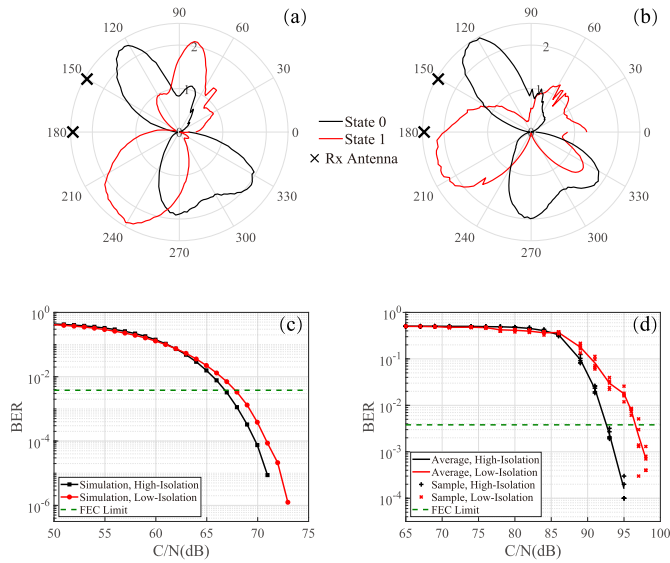 (a)
90
120
60
150
30
180
0
210
330
240
300
270
1
2
0
State 0
State 1
Rx Antenna
(b)
90
120
60
150
30
180
0
210
330
240
300
270
1
2
(c)
BER
10^0
10^-2
10^-4
10^-6
Simulation, High-Isolation
Simulation, Low-Isolation
FEC Limit
50 55 60 65 70 75
C/N(dB)
(d)
BER
10^0
10^-1
10^-2
10^-3
10^-4
Average, High-Isolation
Average, Low-Isolation
Sample, High-Isolation
Sample, Low-Isolation
FEC Limit
65 70 75 80 85 90 95 100
C/N(dB)